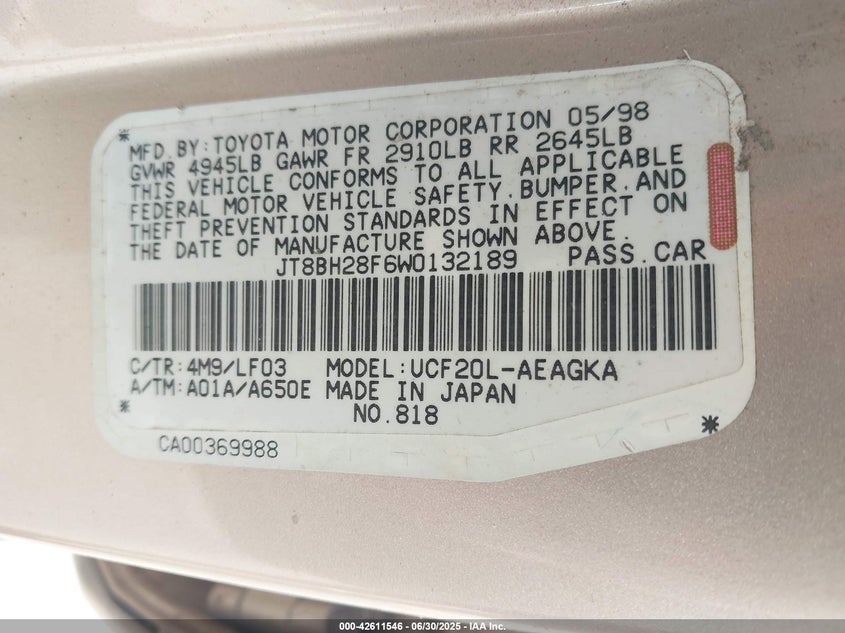 MFD.BY:TOYOTA MOTOR CORPORATION 05/98
GVWR 4945LB GAWR FR 2910LB RR 2645LB
THIS VEHICLE CONFORMS TO ALL APPLICABLE
FEDERAL MOTOR VEHICLE SAFETY,BUMPER,AND
THEFT PREVENTION STANDARDS IN EFFECT ON
THE DATE OF MANUFACTURE SHOWN ABOVE.
JT8BH28F6W0132189 PASS.CAR
C/TR:4M9/LF03 MODEL:UCF20L-AEAGKA
A/TM:A01A/A650E MADE IN JAPAN
NO.818
CA00369988
000-42611546 - 06/30/2025 - IAA Inc.